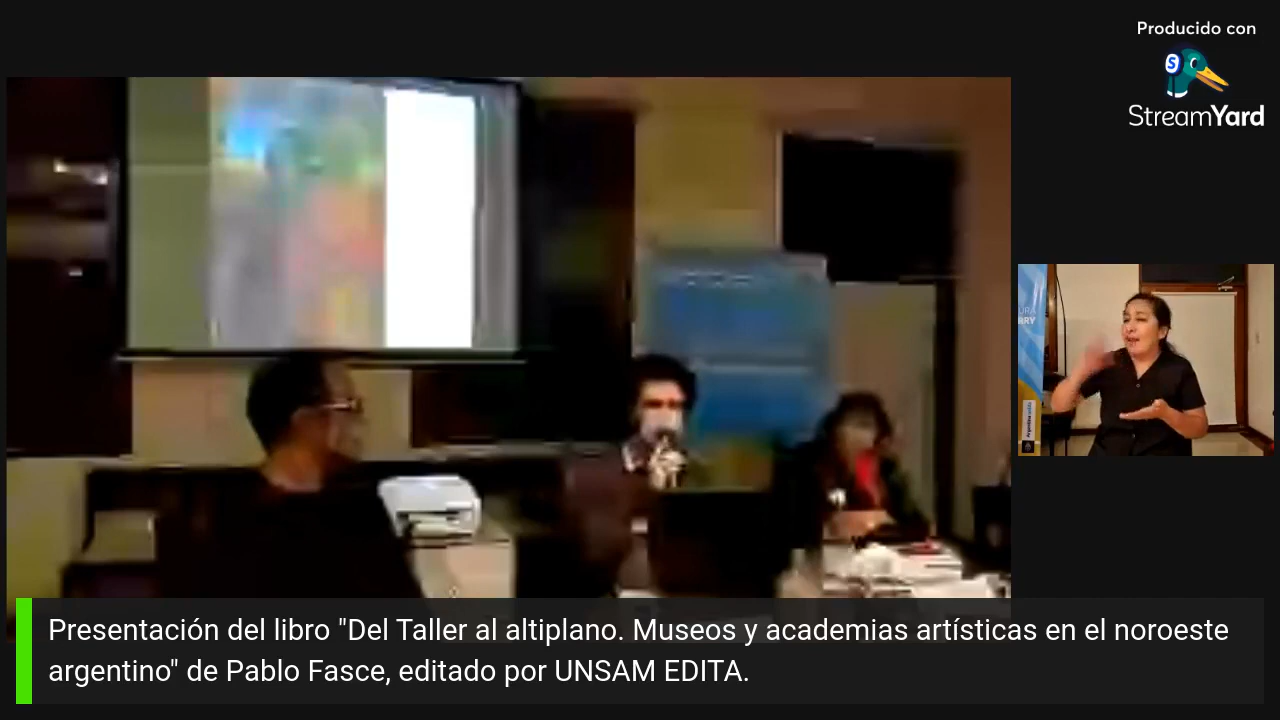 Producido con
StreamYard
Presentación del libro "Del Taller al altiplano. Museos y academias artísticas en el noroeste
argentino" de Pablo Fasce, editado por UNSAM EDITA.